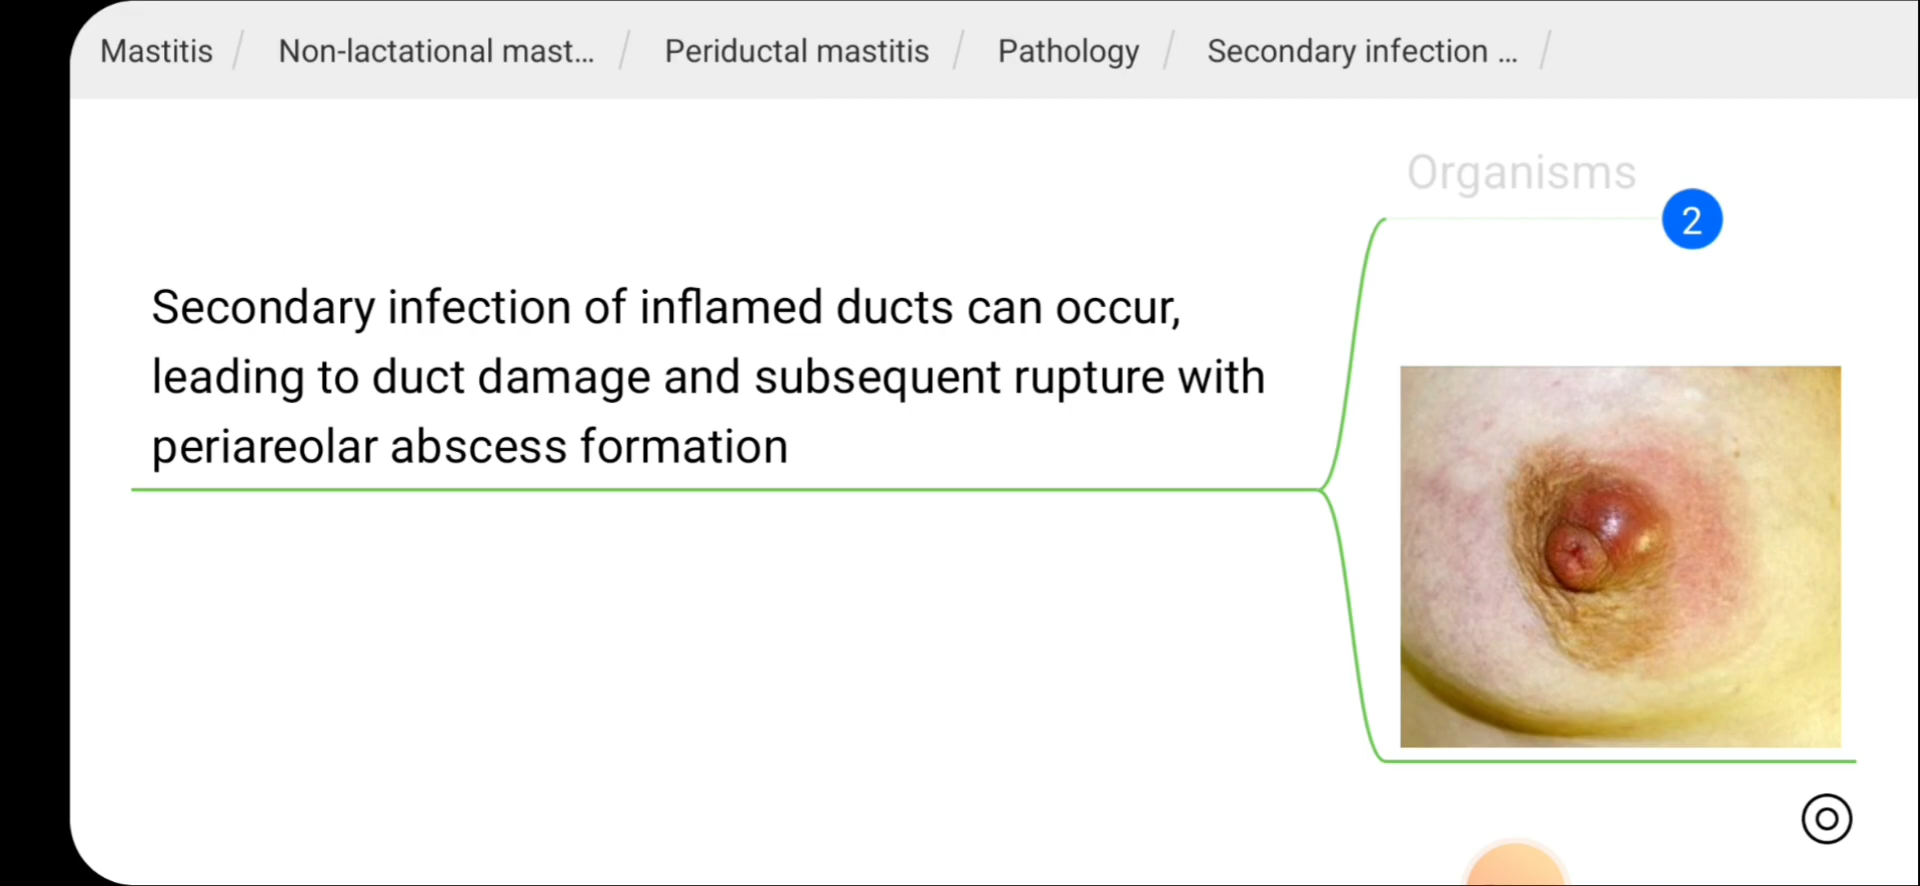 Mastitis / Non-lactational mast... / Periductal mastitis / Pathology / Secondary infection ... /
Organisms
2
Secondary infection of inflamed ducts can occur,
leading to duct damage and subsequent rupture with
periareolar abscess formation